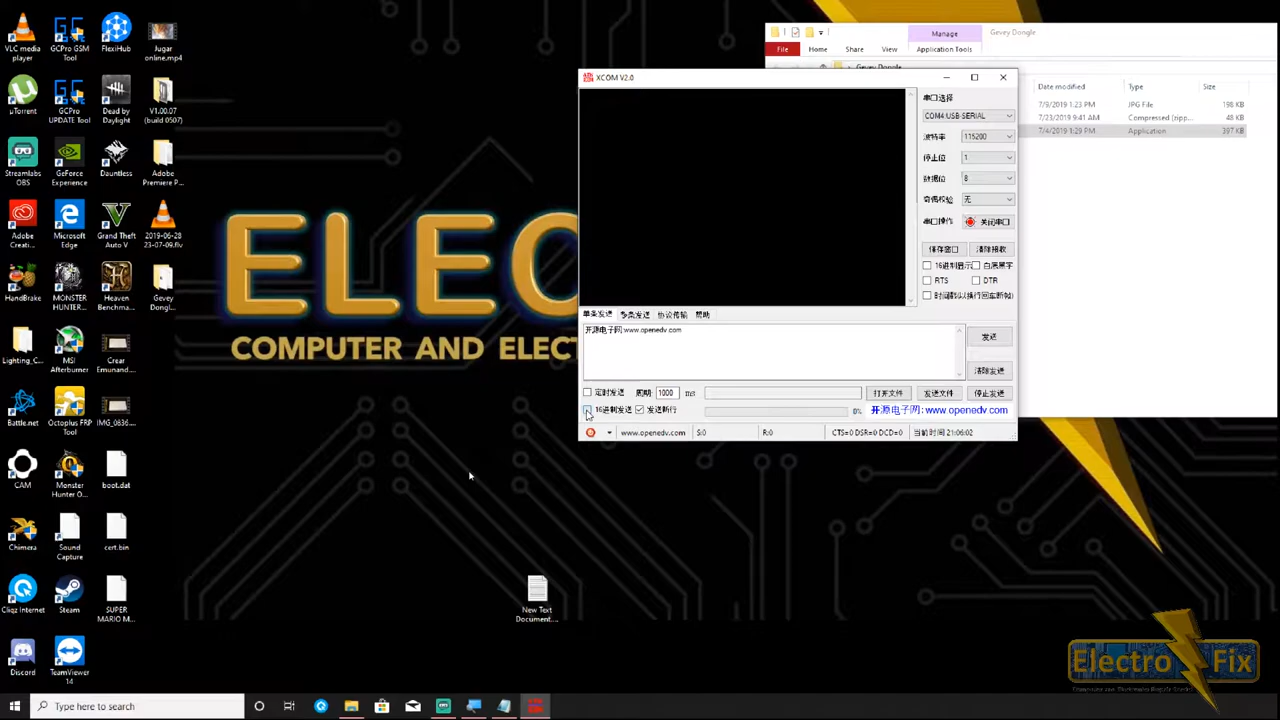 VLC media player
GCPro GSM Tool
FlexiHub
Jugar online.mp4
µTorrent
GCPro UPDATE Tool
Dead by Daylight
V1.00.07 (build 0507)
Streamlabs OBS
GeForce Experience
Dauntless
Adobe Premiere P...
Adobe Creati...
Microsoft Edge
Grand Theft Auto V
2019-06-28 23-07-09.flv
HandBrake
MONSTER HUNTER...
Heaven Benchma...
Gevey Dongl...
Lighting_C...
MSI Afterburner
Crear Emunand...
Battle.net
Octoplus FRP Tool
IMG_0836...
CAM
Monster Hunter O...
boot.dat
Chimera
Sound Capture
cert.bin
Cliqz Internet
Steam
SUPER MARIO M...
Discord
TeamViewer 14
New Text Document...
ELEC
COMPUTER AND ELECT
Manage
Gevey Dongle
File
Home
Share
View
Application Tools
Gevey Dongle
Date modified
Type
Size
7/9/2019 1:23 PM
JPG File
198 KB
7/23/2019 9:41 AM
Compressed (zipp...
48 KB
7/4/2019 1:29 PM
Application
397 KB
XCOM V2.0
串口选择
COM4:USB-SERIAL
波特率
115200
停止位
1
数据位
8
奇偶校验
无
串口操作
关闭串口
保存窗口
清除接收
16进制显示
白底黑字
RTS
DTR
时间戳(以换行回车断帧)
单条发送
多条发送
协议传输
帮助
开源电子网:www.openedv.com
发送
清除发送
定时发送
周期:
1000
ms
打开文件
发送文件
停止发送
16进制发送
发送新行
0%
开源电子网: www.openedv.com
www.openedv.com
S:0
R:0
CTS=0 DSR=0 DCD=0
当前时间 21:06:02
Electro Fix
Type here to search